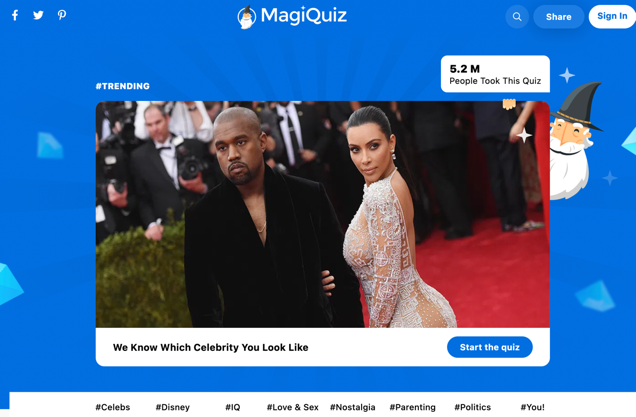 MagiQuiz
Share
Sign In
5.2 M
People Took This Quiz
#TRENDING
We Know Which Celebrity You Look Like
Start the quiz
#Celebs #Disney #IQ #Love & Sex #Nostalgia #Parenting #Politics #You!